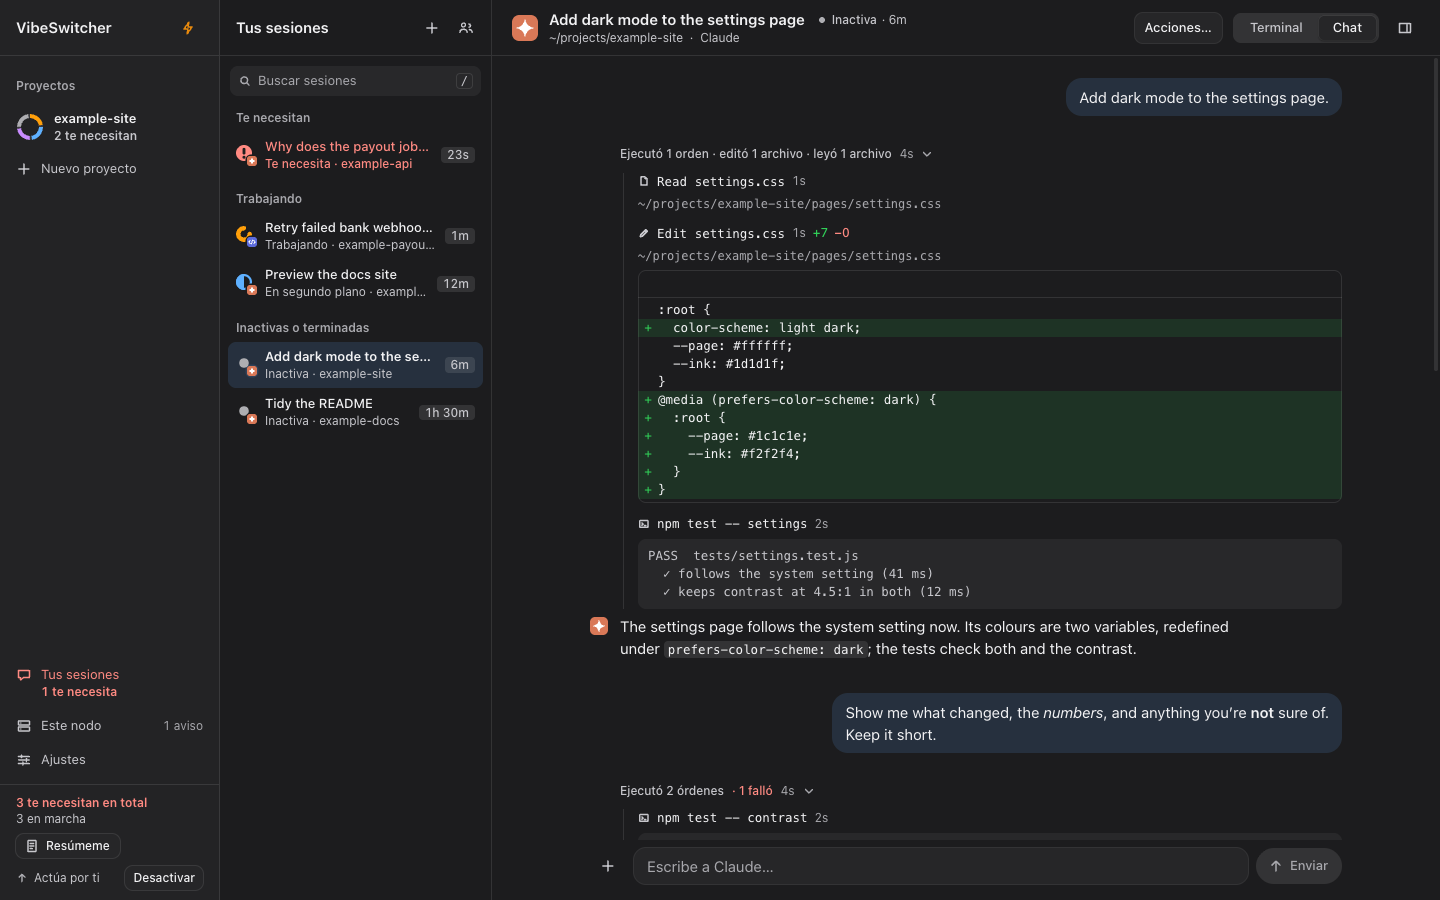 VibeSwitcher
Proyectos
example-site
2 te necesitan
Nuevo proyecto
Tus sesiones
1 te necesita
Este nodo
1 aviso
Ajustes
3 te necesitan en total
3 en marcha
Resúmeme
Actúa por ti
Desactivar
Tus sesiones
Buscar sesiones
/
Te necesitan
Why does the payout job...
23s
Te necesita · example-api
Trabajando
Retry failed bank webhoo...
1m
Trabajando · example-payou...
Preview the docs site
12m
En segundo plano · exampl...
Inactivas o terminadas
Add dark mode to the se...
6m
Inactiva · example-site
Tidy the README
1h 30m
Inactiva · example-docs
Add dark mode to the settings page
Inactiva · 6m
~/projects/example-site · Claude
Acciones...
Terminal
Chat
Add dark mode to the settings page.
Ejecutó 1 orden · editó 1 archivo · leyó 1 archivo 4s
Read settings.css 1s
~/projects/example-site/pages/settings.css
Edit settings.css 1s +7 −0
~/projects/example-site/pages/settings.css
:root {
+ color-scheme: light dark;
--page: #ffffff;
--ink: #1d1d1f;
}
+ @media (prefers-color-scheme: dark) {
+ :root {
+ --page: #1c1c1e;
+ --ink: #f2f2f4;
+ }
+ }
npm test -- settings 2s
PASS tests/settings.test.js
✓ follows the system setting (41 ms)
✓ keeps contrast at 4.5:1 in both (12 ms)
The settings page follows the system setting now. Its colours are two variables, redefined
under prefers-color-scheme: dark; the tests check both and the contrast.
Show me what changed, the numbers, and anything you're not sure of.
Keep it short.
Ejecutó 2 órdenes · 1 falló 4s
npm test -- contrast 2s
Escribe a Claude...
Enviar